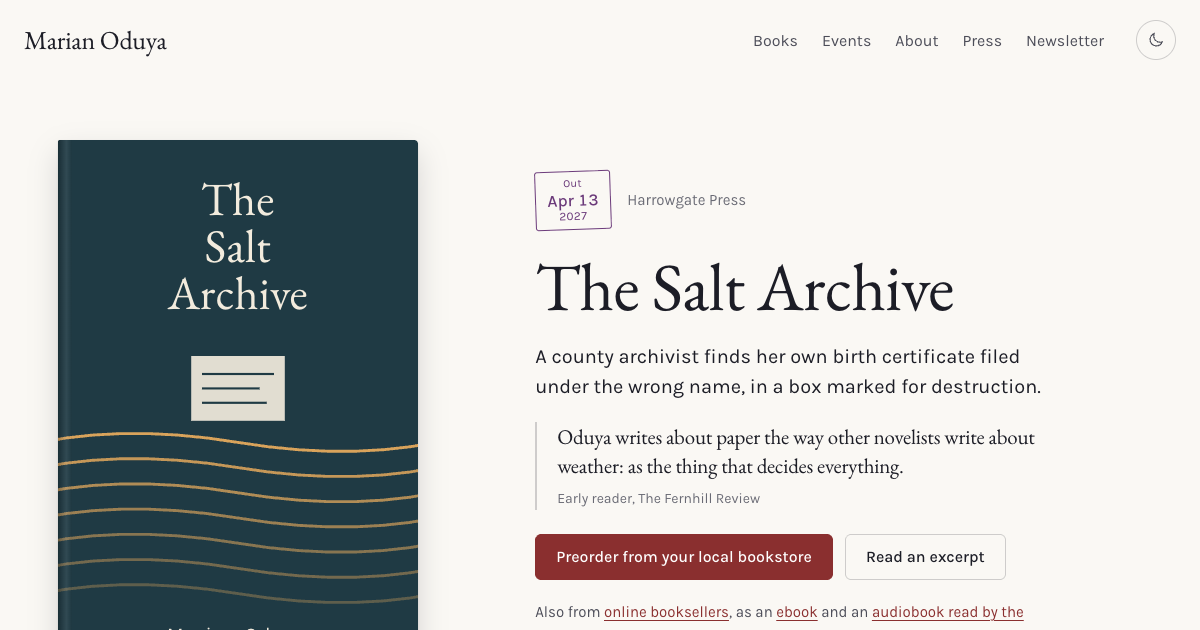 Marian Oduya
Books Events About Press Newsletter
The
Salt
Archive
Out
Apr 13
2027
Harrowgate Press
The Salt Archive
A county archivist finds her own birth certificate filed
under the wrong name, in a box marked for destruction.
Oduya writes about paper the way other novelists write about
weather: as the thing that decides everything.
Early reader, The Fernhill Review
Preorder from your local bookstore
Read an excerpt
Also from online booksellers, as an ebook and an audiobook read by the